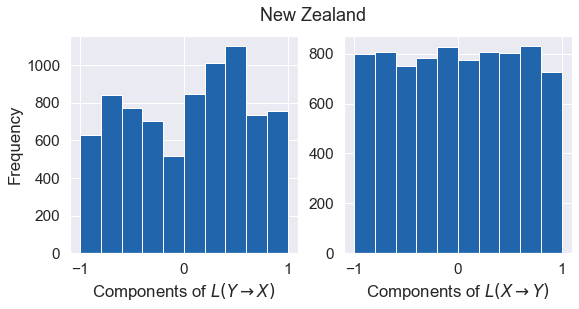 New Zealand
Frequency
1000
800
600
400
200
0
−1 0 1
Components of L(Y→X)
800
600
400
200
0
−1 0 1
Components of L(X→Y)